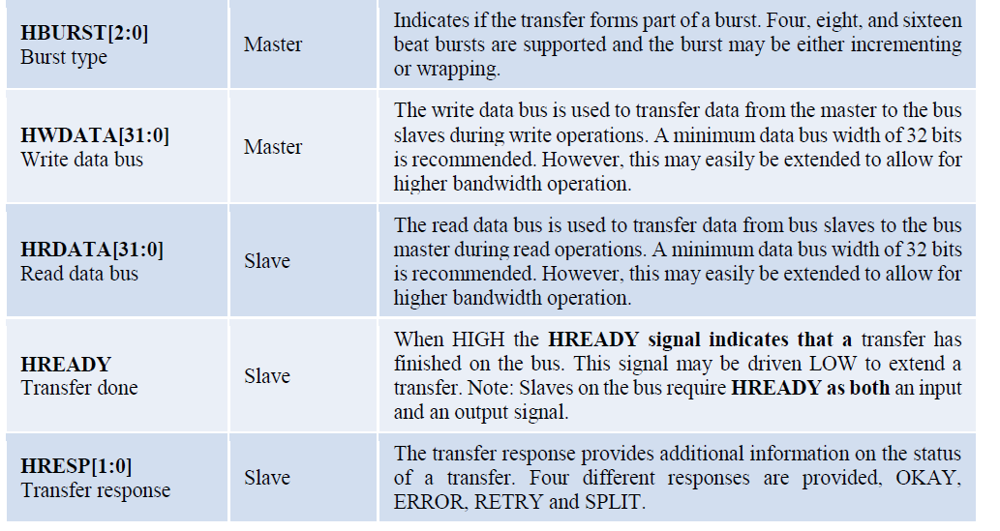 HBURST[2:0]
Burst type
Master
Indicates if the transfer forms part of a burst. Four, eight, and sixteen
beat bursts are supported and the burst may be either incrementing
or wrapping.
HWDATA[31:0]
Write data bus
Master
The write data bus is used to transfer data from the master to the bus
slaves during write operations. A minimum data bus width of 32 bits
is recommended. However, this may easily be extended to allow for
higher bandwidth operation.
HRDATA[31:0]
Read data bus
Slave
The read data bus is used to transfer data from bus slaves to the bus
master during read operations. A minimum data bus width of 32 bits
is recommended. However, this may easily be extended to allow for
higher bandwidth operation.
HREADY
Transfer done
Slave
When HIGH the HREADY signal indicates that a transfer has
finished on the bus. This signal may be driven LOW to extend a
transfer. Note: Slaves on the bus require HREADY as both an input
and an output signal.
HRESP[1:0]
Transfer response
Slave
The transfer response provides additional information on the status
of a transfer. Four different responses are provided, OKAY,
ERROR, RETRY and SPLIT.